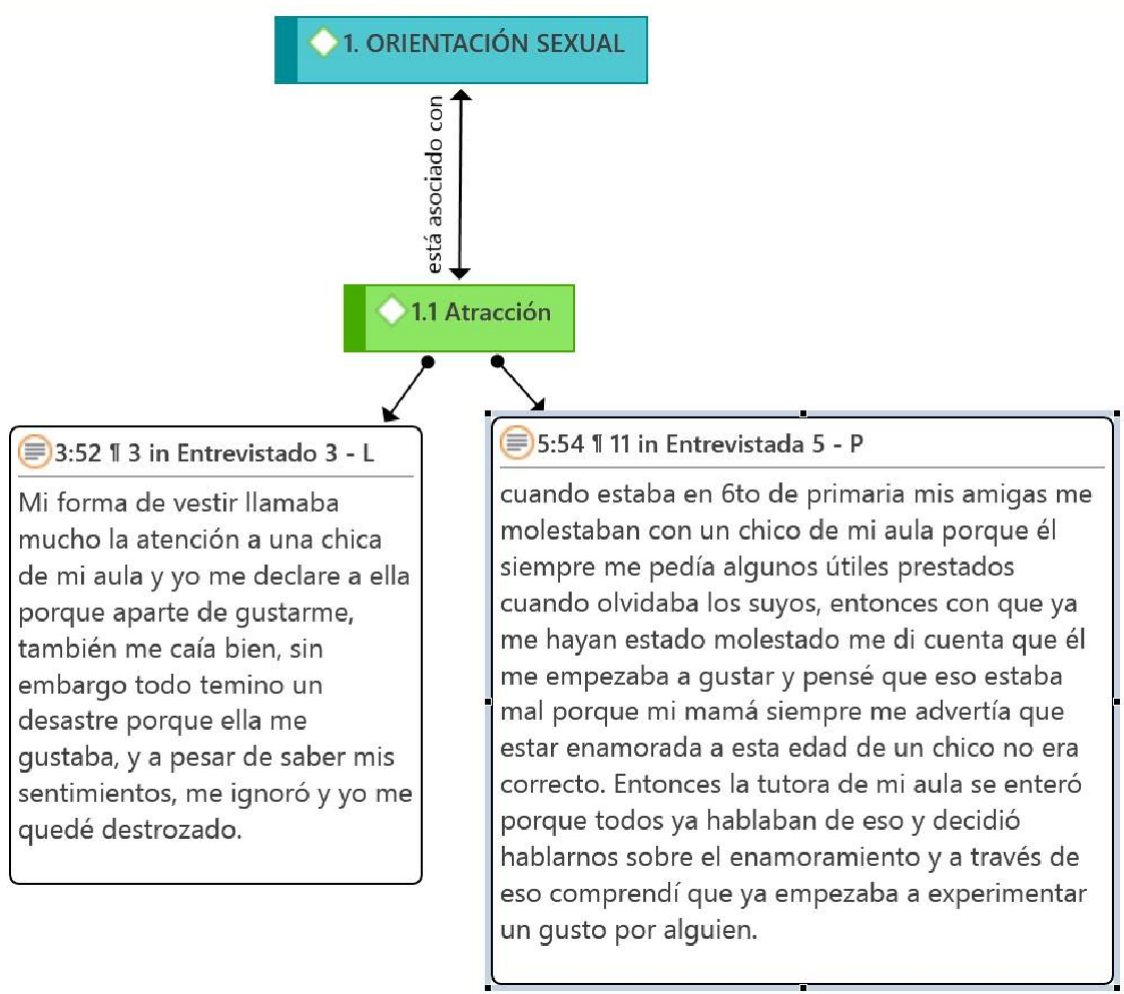 1. ORIENTACIÓN SEXUAL
está asociado con
1.1 Atracción
3:52 ¶ 3 in Entrevistado 3 - L
Mi forma de vestir llamaba
mucho la atención a una chica
de mi aula y yo me declare a ella
porque aparte de gustarme,
también me caía bien, sin
embargo todo temino un
desastre porque ella me
gustaba, y a pesar de saber mis
sentimientos, me ignoró y yo me
quedé destrozado.
5:54 ¶ 11 in Entrevistada 5 - P
cuando estaba en 6to de primaria mis amigas me
molestaban con un chico de mi aula porque él
siempre me pedía algunos útiles prestados
cuando olvidaba los suyos, entonces con que ya
me hayan estado molestado me di cuenta que él
me empezaba a gustar y pensé que eso estaba
mal porque mi mamá siempre me advertía que
estar enamorada a esta edad de un chico no era
correcto. Entonces la tutora de mi aula se enteró
porque todos ya hablaban de eso y decidió
hablarnos sobre el enamoramiento y a través de
eso comprendí que ya empezaba a experimentar
un gusto por alguien.